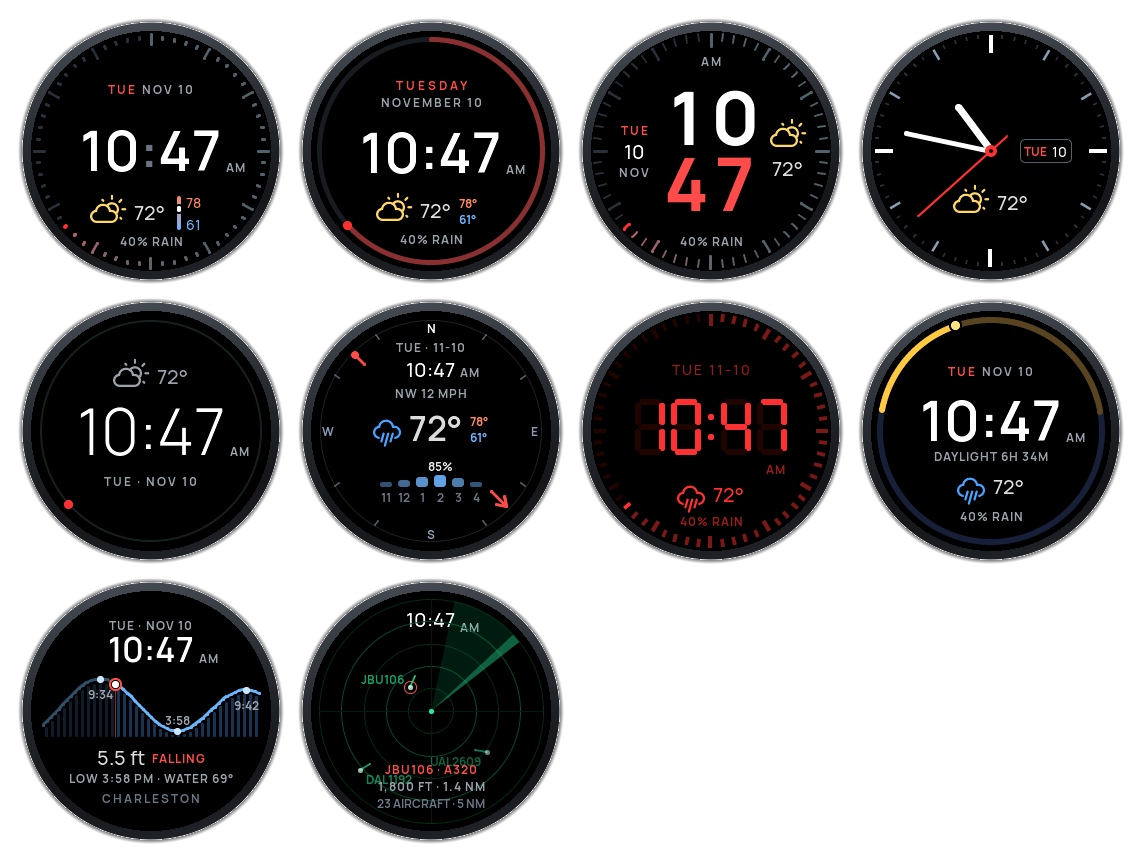 TUE NOV 10
10:47 AM
72° 78
61
40% RAIN
TUESDAY
NOVEMBER 10
10:47 AM
72° 78°
61°
40% RAIN
AM
10
TUE
10
NOV
47
72°
40% RAIN
TUE 10
72°
72°
10:47 AM
TUE · NOV 10
N
TUE · 11-10
10:47 AM
NW 12 MPH
W
72° 78°
61°
E
85%
11 12 1 2 3 4
S
TUE 11-10
10:47
AM
72°
40% RAIN
TUE NOV 10
10:47 AM
DAYLIGHT 6H 34M
72°
40% RAIN
TUE · NOV 10
10:47 AM
9:34
3:58
9:42
5.5 ft FALLING
LOW 3:58 PM · WATER 69°
CHARLESTON
10:47 AM
JBU106
UAL2609
JBU106 · A320
DAL1192
1,800 FT · 1.4 NM
23 AIRCRAFT · 5 NM